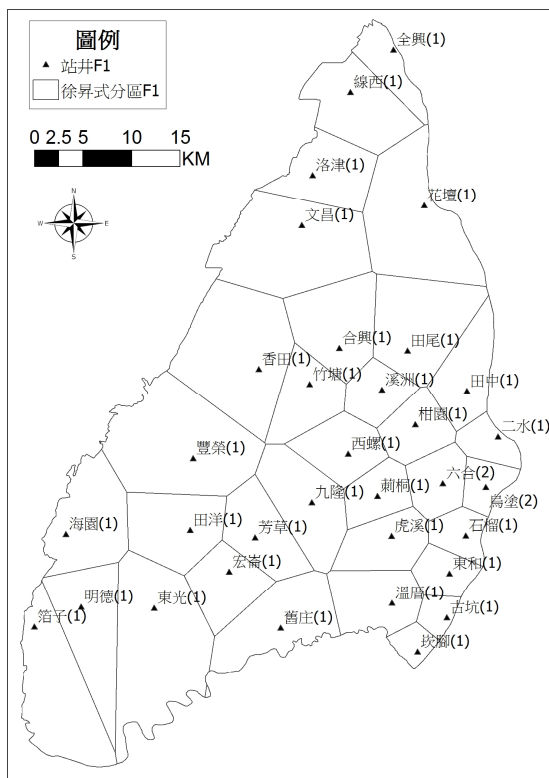 圖例
站井F1
徐昇式分區F1
0 2.5 5 10 15
KM
N
W E
S
全興(1)
線西(1)
洛津(1)
花壇(1)
文昌(1)
合興(1)
田尾(1)
香田(1)
竹塘(1)
溪洲(1)
田中(1)
柑園(1)
二水(1)
西螺(1)
豐榮(1)
六合(2)
烏塗(2)
九隆(1)
莿桐(1)
海園(1)
田洋(1)
芳草(1)
虎溪(1)
石榴(1)
宏崙(1)
東和(1)
明德(1)
東光(1)
溫厝(1)
古坑(1)
箔子(1)
舊庄(1)
崁腳(1)